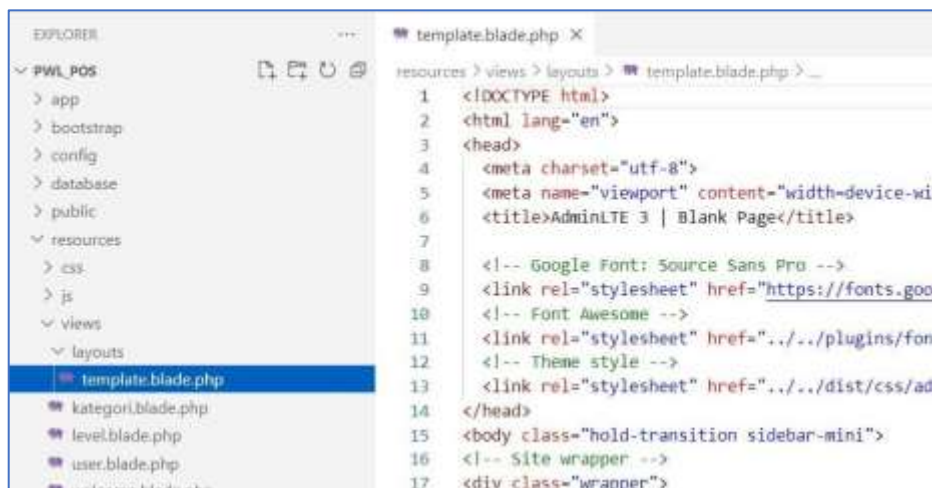 EXPLORER
PWL_POS
> app
> bootstrap
> config
> database
> public
resources
> css
> js
views
layouts
template.blade.php
kategori.blade.php
level.blade.php
user.blade.php
template.blade.php ×
resources > views > layouts > template.blade.php > ...
1 <!DOCTYPE html>
2 <html lang="en">
3 <head>
4 <meta charset="utf-8">
5 <meta name="viewport" content="width=device-wi
6 <title>AdminLTE 3 | Blank Page</title>
7
8 <!-- Google Font: Source Sans Pro -->
9 <link rel="stylesheet" href="https://fonts.goo
10 <!-- Font Awesome -->
11 <link rel="stylesheet" href="../../plugins/fon
12 <!-- Theme style -->
13 <link rel="stylesheet" href="../../dist/css/ad
14 </head>
15 <body class="hold-transition sidebar-mini">
16 <!-- Site wrapper -->
17 <div class="wrapper">